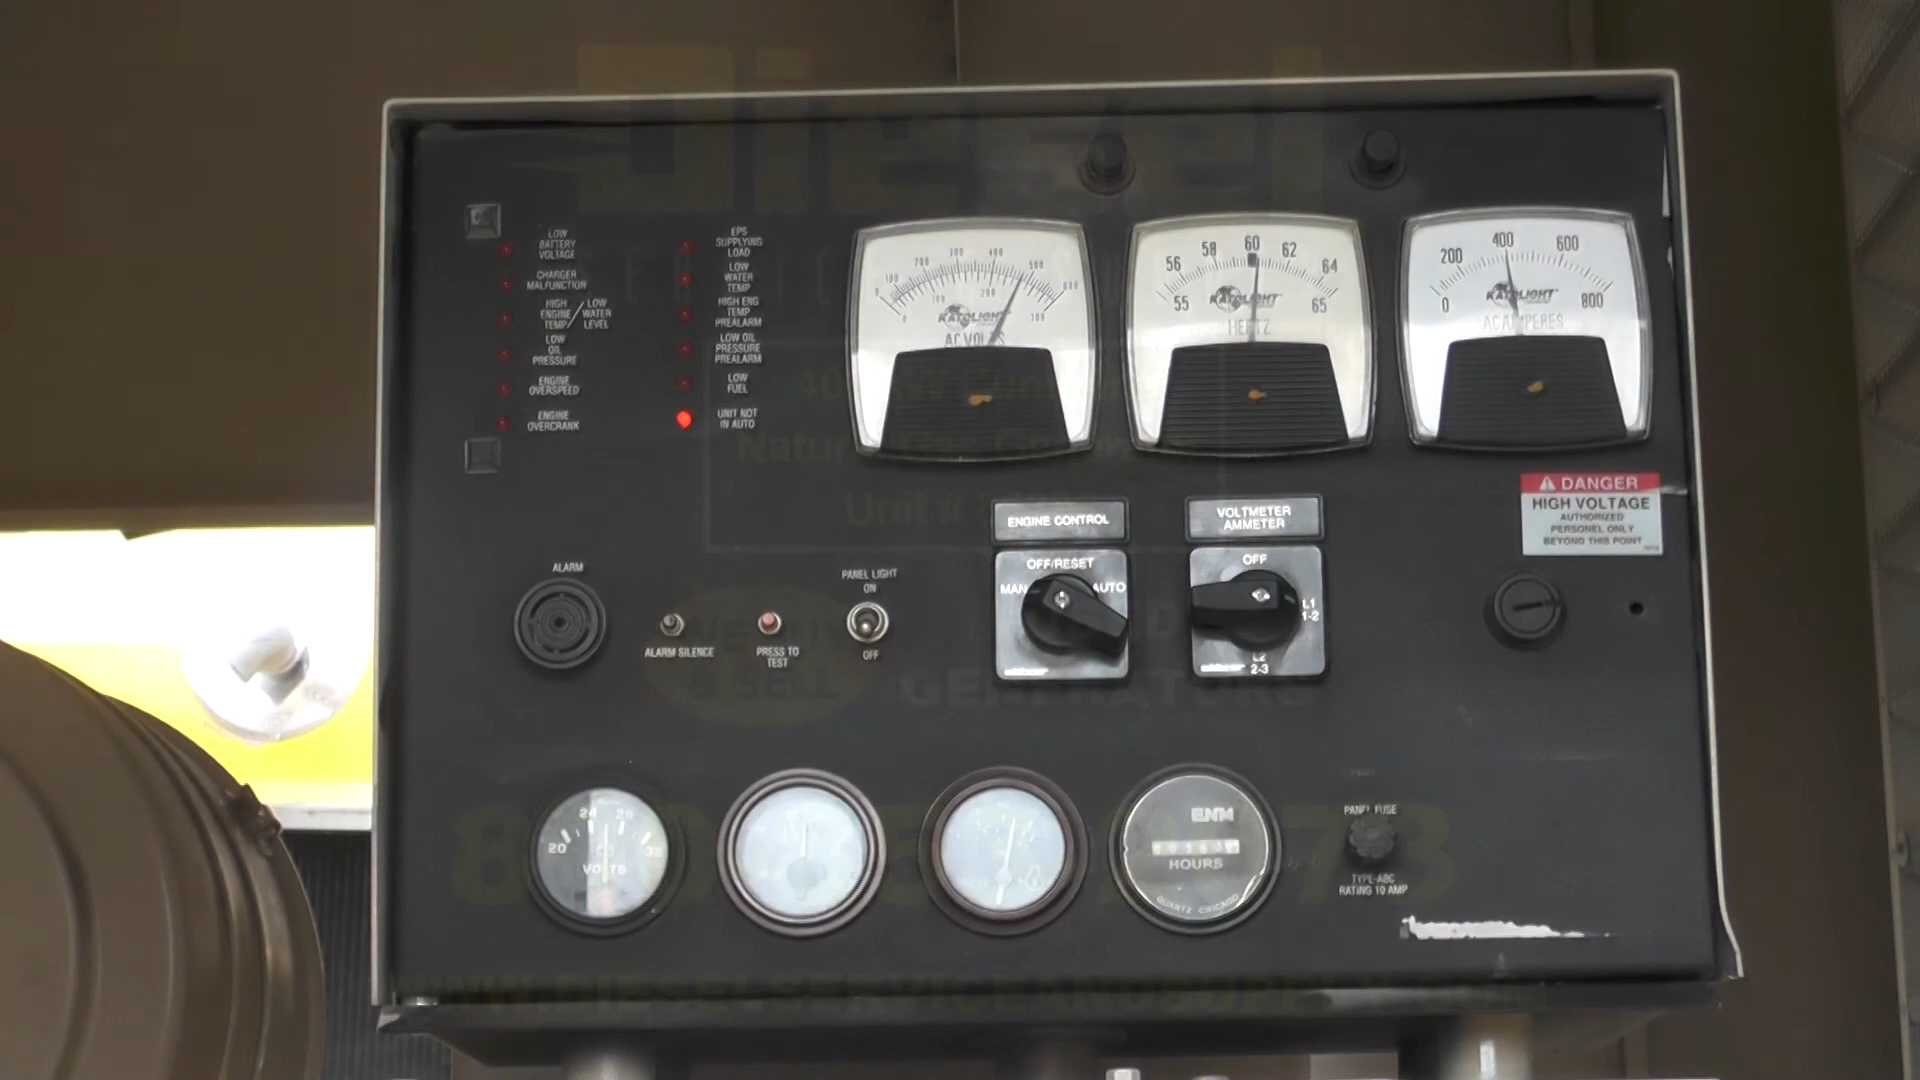 LOW
BATTERY
VOLTAGE
CHARGER
MALFUNCTION
HIGH
ENGINE
TEMP
LOW
WATER
LEVEL
LOW
OIL
PRESSURE
ENGINE
OVERSPEED
ENGINE
OVERCRANK
EPS
SUPPLYING
LOAD
LOW
WATER
TEMP
HIGH ENG
TEMP
PREALARM
LOW OIL
PRESSURE
PREALARM
LOW
FUEL
UNIT NOT
IN AUTO
0 100 200 300 400 500 600
0 100 200 300
KATOLIGHT
AC VOLTS
55 56 58 60 62 64 65
KATOLIGHT
HERTZ
0 200 400 600 800
KATOLIGHT
AC AMPERES
DANGER
HIGH VOLTAGE
AUTHORIZED
PERSONEL ONLY
BEYOND THIS POINT
ENGINE CONTROL
OFF/RESET
MAN
AUTO
VOLTMETER
AMMETER
OFF
L1
1-2
L2
2-3
ALARM
ALARM SILENCE
PRESS TO
TEST
PANEL LIGHT
ON
OFF
20 24 28
VOLTS
ENM
HOURS
QUARTZ CHICAGO
PANEL FUSE
TYPE-ABC
RATING 10 AMP
Diesel
& SELL
GENERATORS